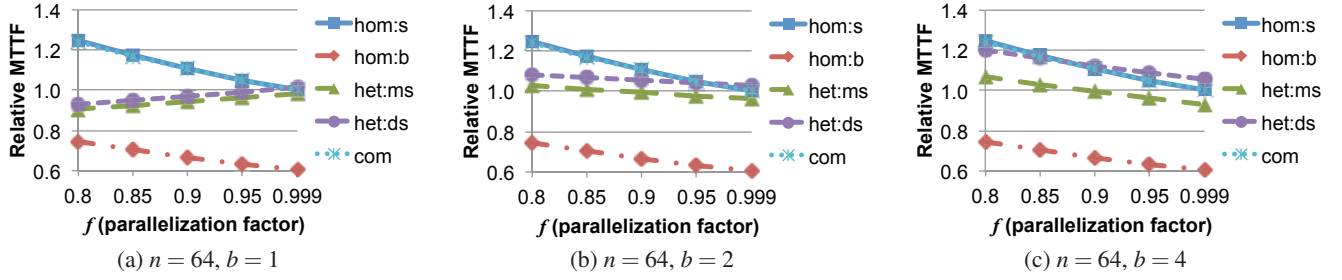 Relative MTTF
1.4
1.2
1.0
0.8
0.6
0.8 0.85 0.9 0.95 0.999
f (parallelization factor)
hom:s
hom:b
het:ms
het:ds
com
(a) n = 64, b = 1
Relative MTTF
1.4
1.2
1.0
0.8
0.6
0.8 0.85 0.9 0.95 0.999
f (parallelization factor)
hom:s
hom:b
het:ms
het:ds
com
(b) n = 64, b = 2
Relative MTTF
1.4
1.2
1.0
0.8
0.6
0.8 0.85 0.9 0.95 0.999
f (parallelization factor)
hom:s
hom:b
het:ms
het:ds
com
(c) n = 64, b = 4